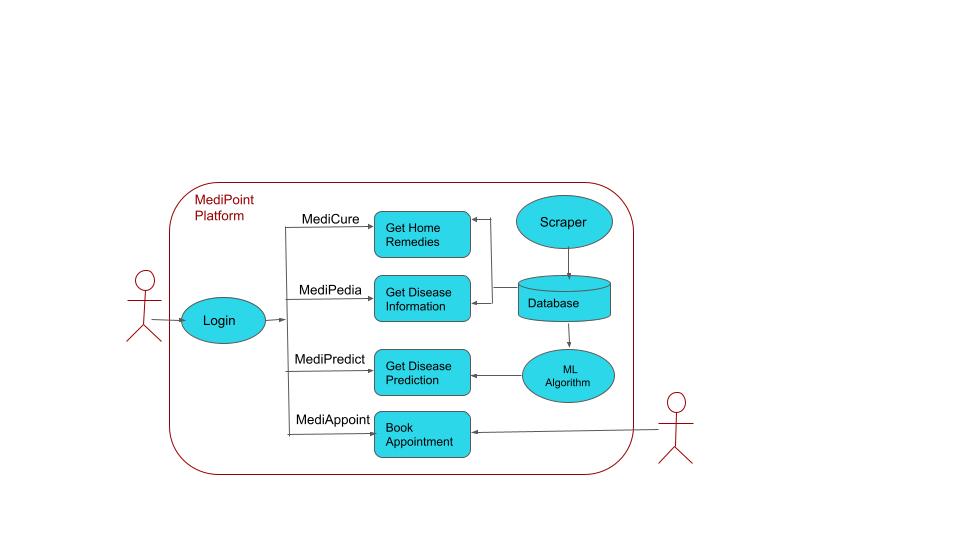 MediPoint
Platform
MediCure
Get Home
Remedies
Scraper
MediPedia
Get Disease
Information
Database
Login
MediPredict
Get Disease
Prediction
ML
Algorithm
MediAppoint
Book
Appointment